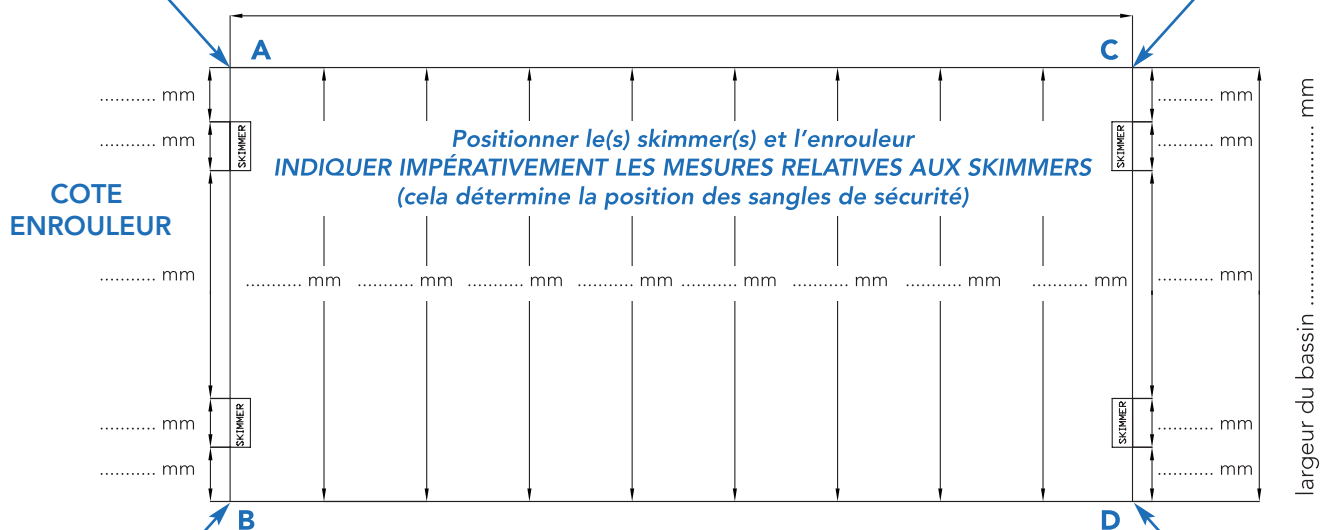 A
C
........... mm
........... mm
SKIMMER
Positionner le(s) skimmer(s) et l'enrouleur
INDIQUER IMPÉRATIVEMENT LES MESURES RELATIVES AUX SKIMMERS
(cela détermine la position des sangles de sécurité)
SKIMMER
........... mm
........... mm
COTE
ENROULEUR
........... mm
........... mm ........... mm ........... mm ........... mm ........... mm ........... mm ........... mm ........... mm
........... mm
SKIMMER
........... mm
........... mm
SKIMMER
........... mm
........... mm
largeur du bassin ................................... mm
B
D